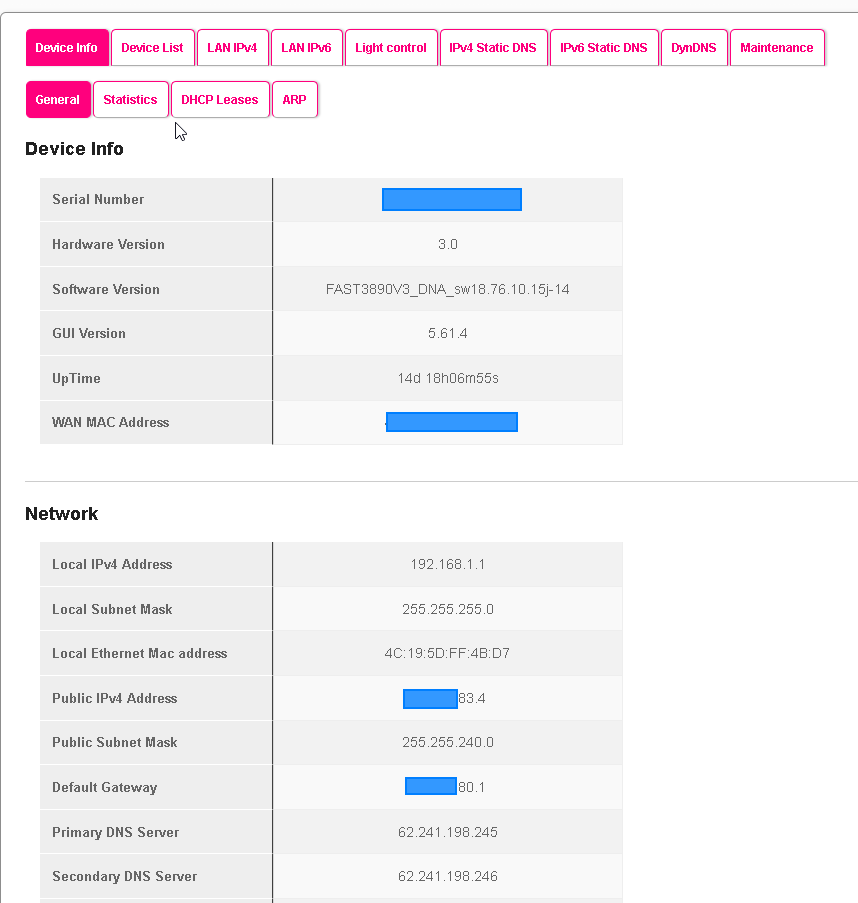 Device Info Device List LAN IPv4 LAN IPv6 Light control IPv4 Static DNS IPv6 Static DNS DynDNS Maintenance
General Statistics DHCP Leases ARP
Device Info
Serial Number
Hardware Version 3.0
Software Version FAST3890V3_DNA_sw18.76.10.15j-14
GUI Version 5.61.4
UpTime 14d 18h06m55s
WAN MAC Address
Network
Local IPv4 Address 192.168.1.1
Local Subnet Mask 255.255.255.0
Local Ethernet Mac address 4C:19:5D:FF:4B:D7
Public IPv4 Address 83.4
Public Subnet Mask 255.255.240.0
Default Gateway 80.1
Primary DNS Server 62.241.198.245
Secondary DNS Server 62.241.198.246